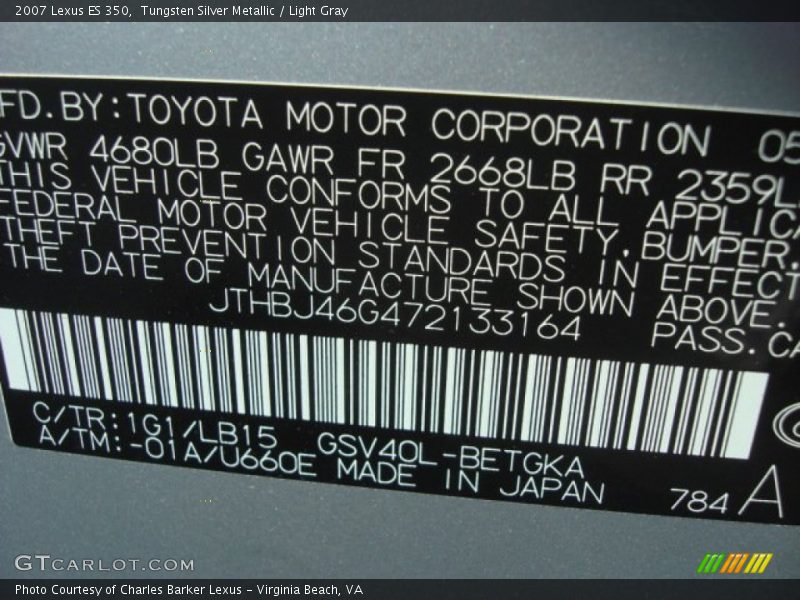 2007 Lexus ES 350,  Tungsten Silver Metallic / Light Gray
FD.BY:TOYOTA MOTOR CORPORATION 05
GVWR 4680LB GAWR FR 2668LB RR 2359L
THIS VEHICLE CONFORMS TO ALL APPLICA
FEDERAL MOTOR VEHICLE SAFETY,BUMPER,
THEFT PREVENTION STANDARDS IN EFFECT
THE DATE OF MANUFACTURE SHOWN ABOVE.
JTHBJ46G472133164 PASS.CA
C/TR:1G1/LB15 GSV40L-BETGKA
A/TM:-01A/U660E MADE IN JAPAN 784 A
GTCARLOT.COM
Photo Courtesy of Charles Barker Lexus - Virginia Beach, VA